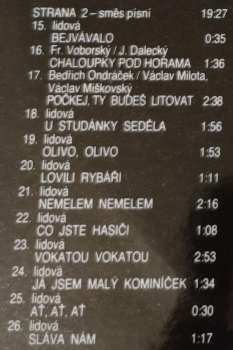 STRANA 2 – směs písní 19:27
15. lidová
BEJVÁVALO 0:35
16. Fr. Voborský / J. Dalecký
CHALOUPKY POD HORAMA 1:36
17. Bedřich Ondráček / Václav Milota,
Václav Miškovský
POČKEJ, TY BUDEŠ LITOVAT 2:38
18. lidová
U STUDÁNKY SEDĚLA 1:56
19. lidová
OLIVO, OLIVO 1:53
20. lidová
LOVILI RYBÁŘI 1:11
21. lidová
NEMELEM NEMELEM 2:16
22. lidová
CO JSTE HASIČI 1:08
23. lidová
VOKATOU VOKATOU 2:53
24. lidová
JÁ JSEM MALÝ KOMINÍČEK 1:34
25. lidová
AŤ, AŤ, AŤ 0:30
26. lidová
SLÁVA NÁM 1:17